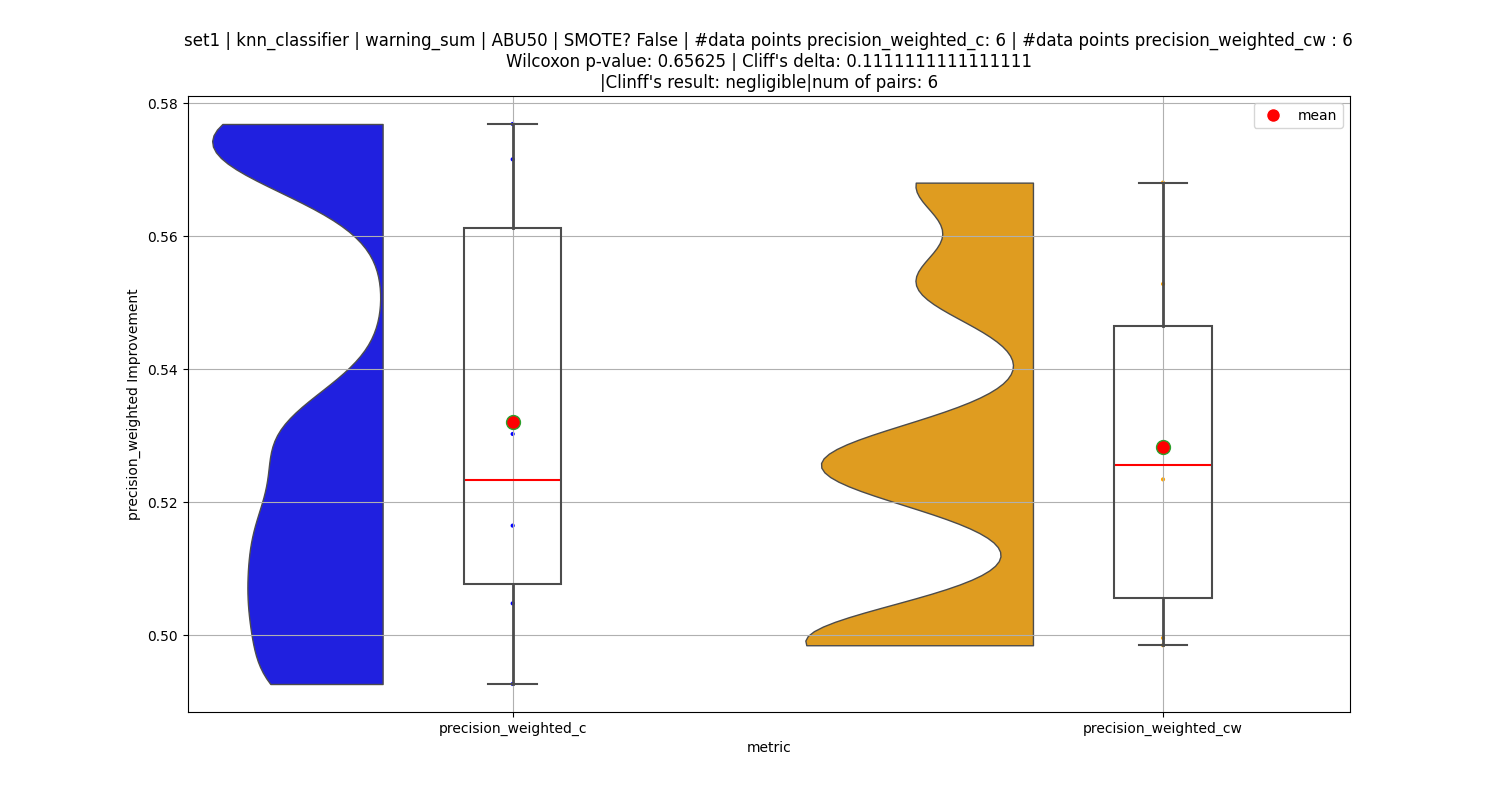 set1 | knn_classifier | warning_sum | ABU50 | SMOTE? False | #data points precision_weighted_c: 6 | #data points precision_weighted_cw : 6
Wilcoxon p-value: 0.65625 | Cliff's delta: 0.1111111111111111
|Clinff's result: negligible|num of pairs: 6
mean
0.58
0.56
0.54
0.52
0.50
precision_weighted Improvement
precision_weighted_c
precision_weighted_cw
metric